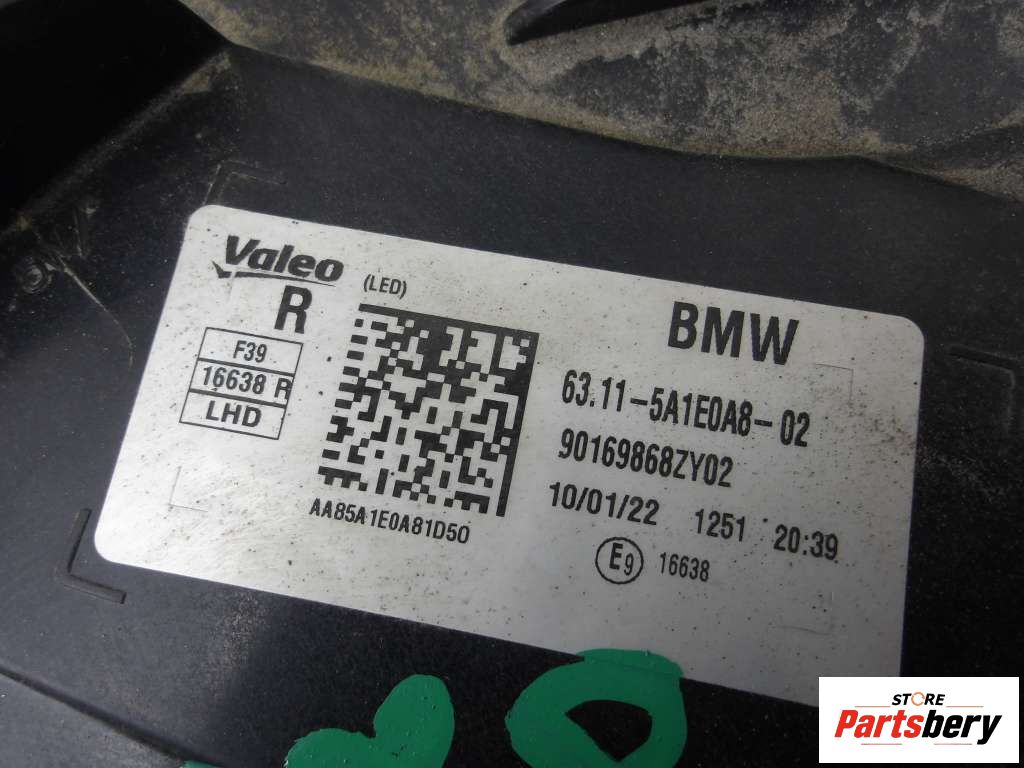 Valeo
(LED)
R
F39
16638 R
LHD
AA85A1E0A81D50
BMW
63.11-5A1E0A8-02
90169868ZY02
10/01/22 1251 20:39
E9 16638
STORE
Partsbery